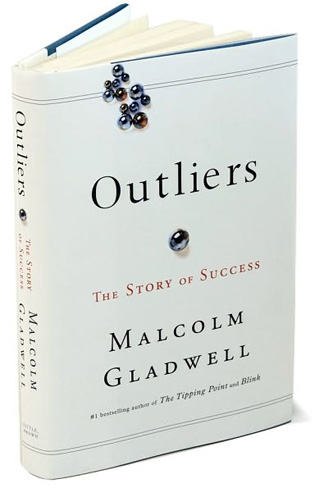 Outliers
THE STORY OF SUCCESS
MALCOLM
GLADWELL
#1 bestselling author of The Tipping Point and Blink
Outliers
THE STORY
OF SUCCESS
MALCOLM
GLADWELL